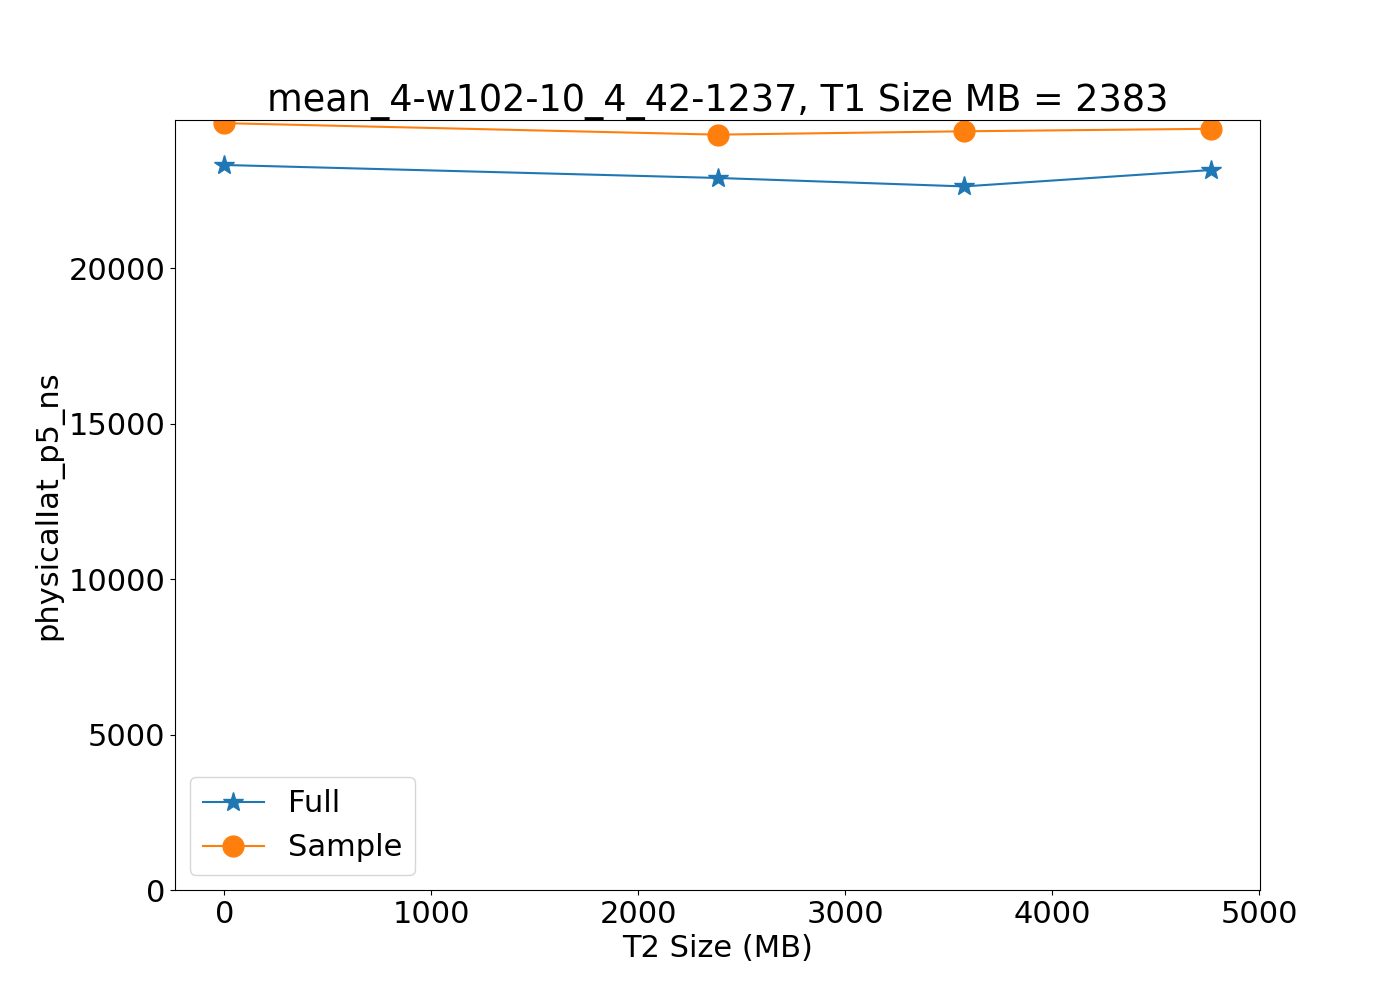 mean_4-w102-10_4_42-1237, T1 Size MB = 2383
physicallat_p5_ns
20000
15000
10000
5000
0
Full
Sample
0 1000 2000 3000 4000 5000
T2 Size (MB)